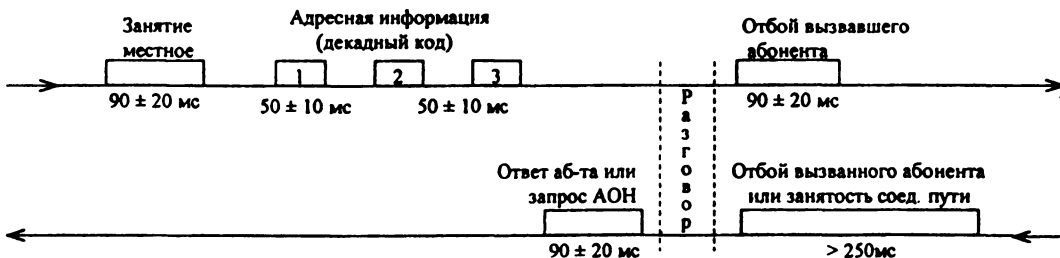 Занятие
местное
Адресная информация
(декадный код)
Отбой вызвавшего
абонента
1
2
3
90 ± 20 мс
50 ± 10 мс
50 ± 10 мс
90 ± 20 мс
Разговор
Ответ аб-та или
запрос АОН
Отбой вызванного абонента
или занятость соед. пути
90 ± 20 мс
> 250мс